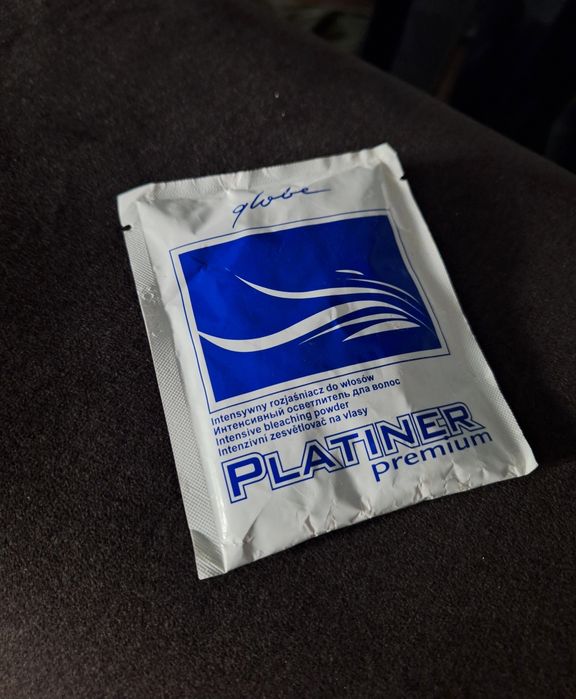 globe
Intensywny rozjaśniacz do włosów
Интенсивный осветлитель для волос
Intensive bleaching powder
Intenzivní zesvětlovač na vlasy
PLATINER
premium